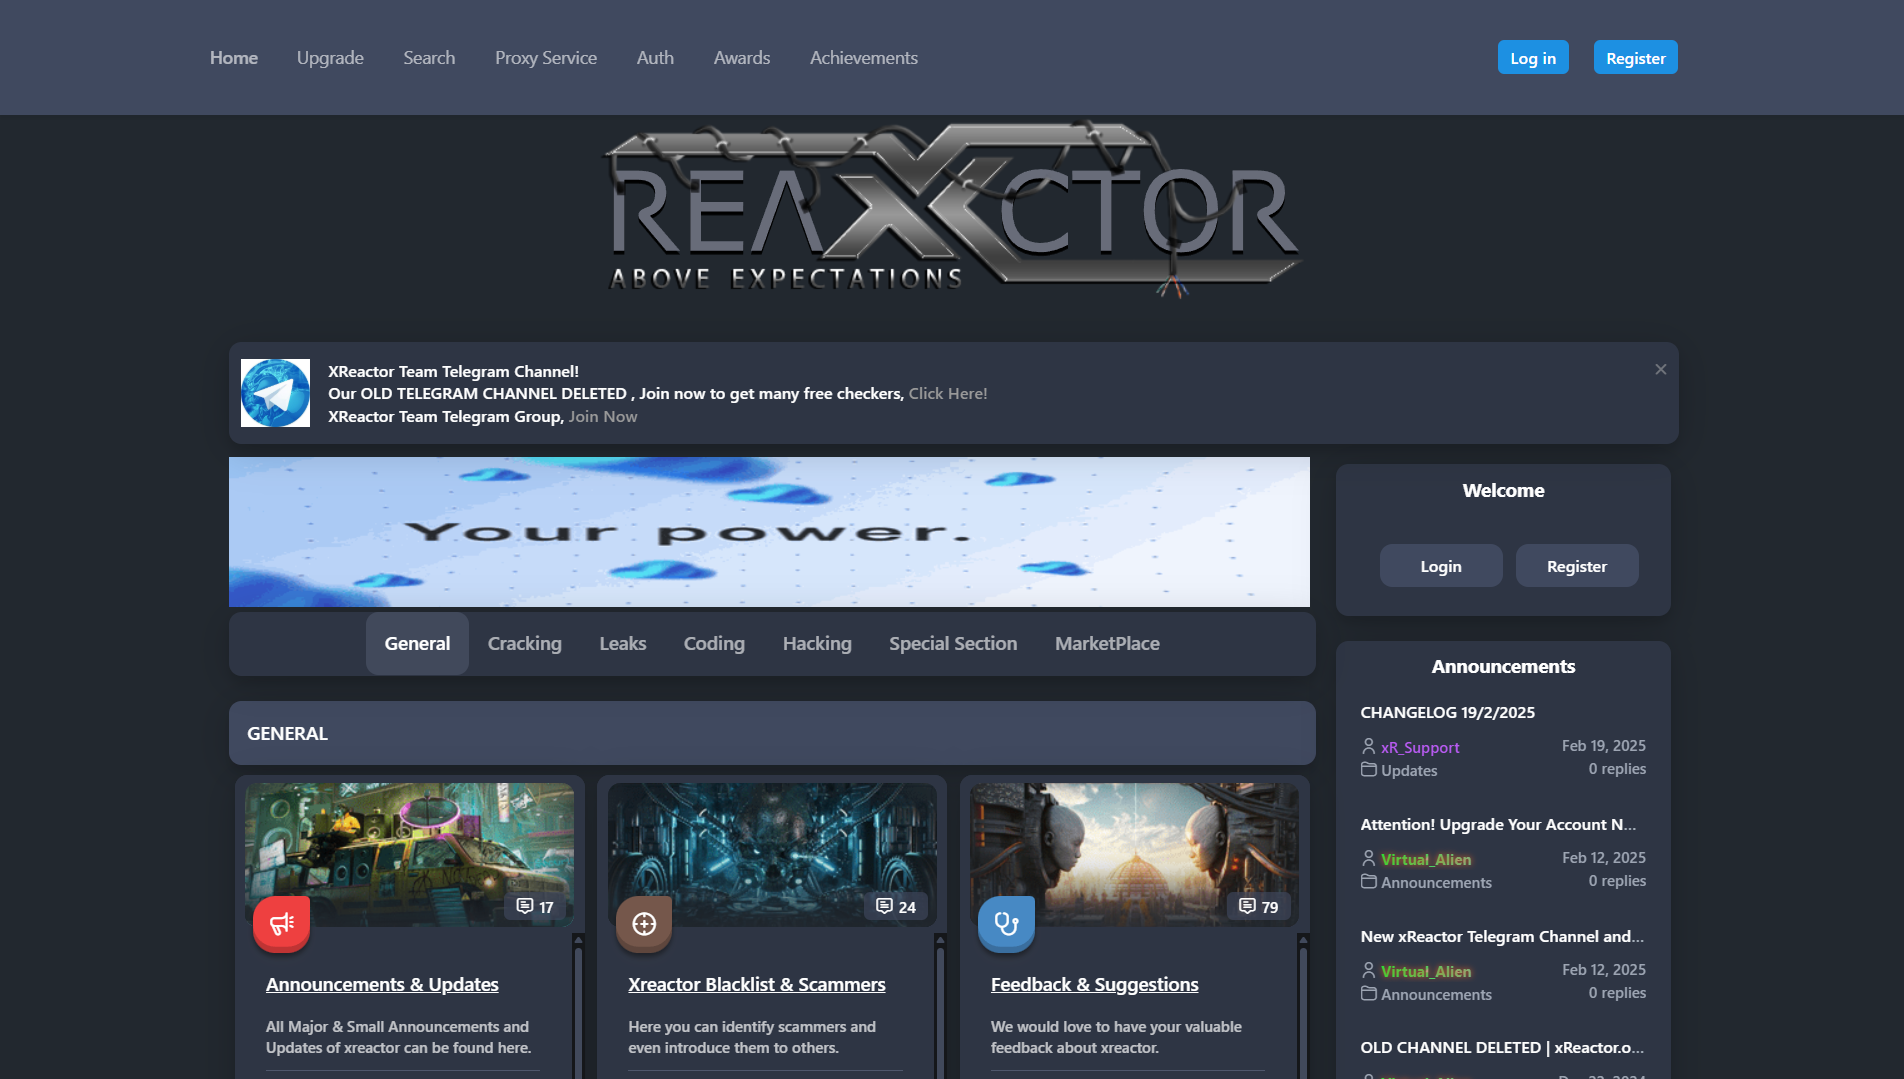 Home Upgrade Search Proxy Service Auth Awards Achievements Log in Register
REAXCTOR
ABOVE EXPECTATIONS
XReactor Team Telegram Channel!
Our OLD TELEGRAM CHANNEL DELETED , Join now to get many free checkers, Click Here!
XReactor Team Telegram Group, Join Now
Your power.
Welcome
Login Register
General Cracking Leaks Coding Hacking Special Section MarketPlace
GENERAL
17
Announcements & Updates
All Major & Small Announcements and
Updates of xreactor can be found here.
24
Xreactor Blacklist & Scammers
Here you can identify scammers and
even introduce them to others.
79
Feedback & Suggestions
We would love to have your valuable
feedback about xreactor.
Announcements
CHANGELOG 19/2/2025
xR_Support Feb 19, 2025
Updates 0 replies
Attention! Upgrade Your Account N...
Virtual_Alien Feb 12, 2025
Announcements 0 replies
New xReactor Telegram Channel and...
Virtual_Alien Feb 12, 2025
Announcements 0 replies
OLD CHANNEL DELETED | xReactor.o...